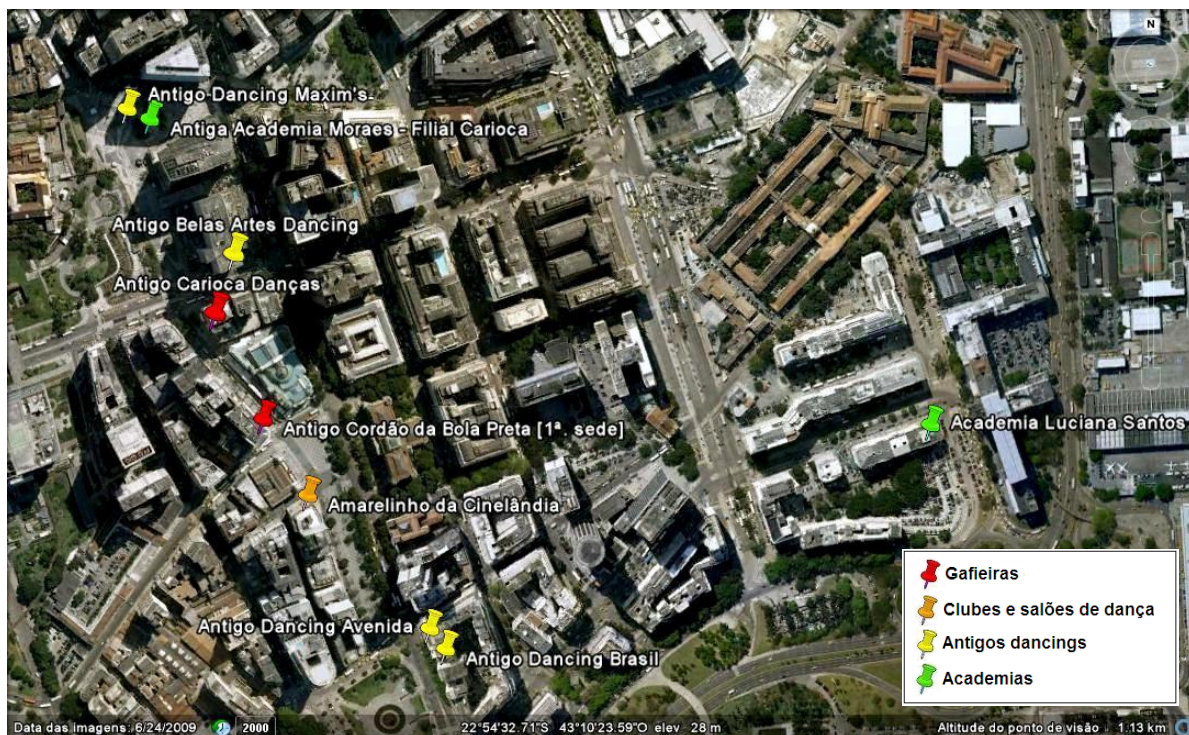 N
Antigo Dancing Maxim's
Antiga Academia Moraes - Filial Carioca
Antigo Belas Artes Dancing
Antigo Carioca Danças
Antigo Cordão da Bola Preta [1ª. sede]
Academia Luciana Santos
Amarelinho da Cinelândia
Antigo Dancing Avenida
Antigo Dancing Brasil
Gafieiras
Clubes e salões de dança
Antigos dancings
Academias
Data das imagens: 6/24/2009
2000
22°54'32.71"S 43°10'23.59"O elev 28 m
Altitude do ponto de visão 1.13 km